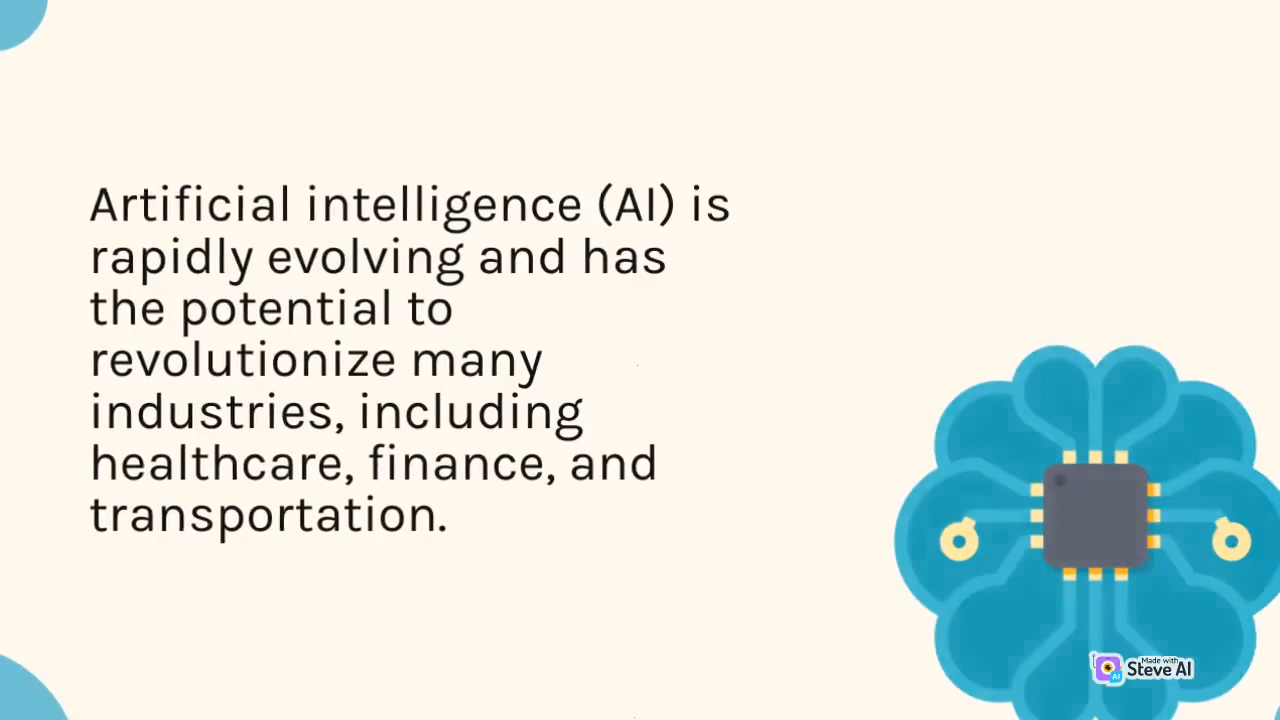 Artificial intelligence (AI) is
rapidly evolving and has
the potential to
revolutionize many
industries, including
healthcare, finance, and
transportation.
Made with
Steve AI
AI